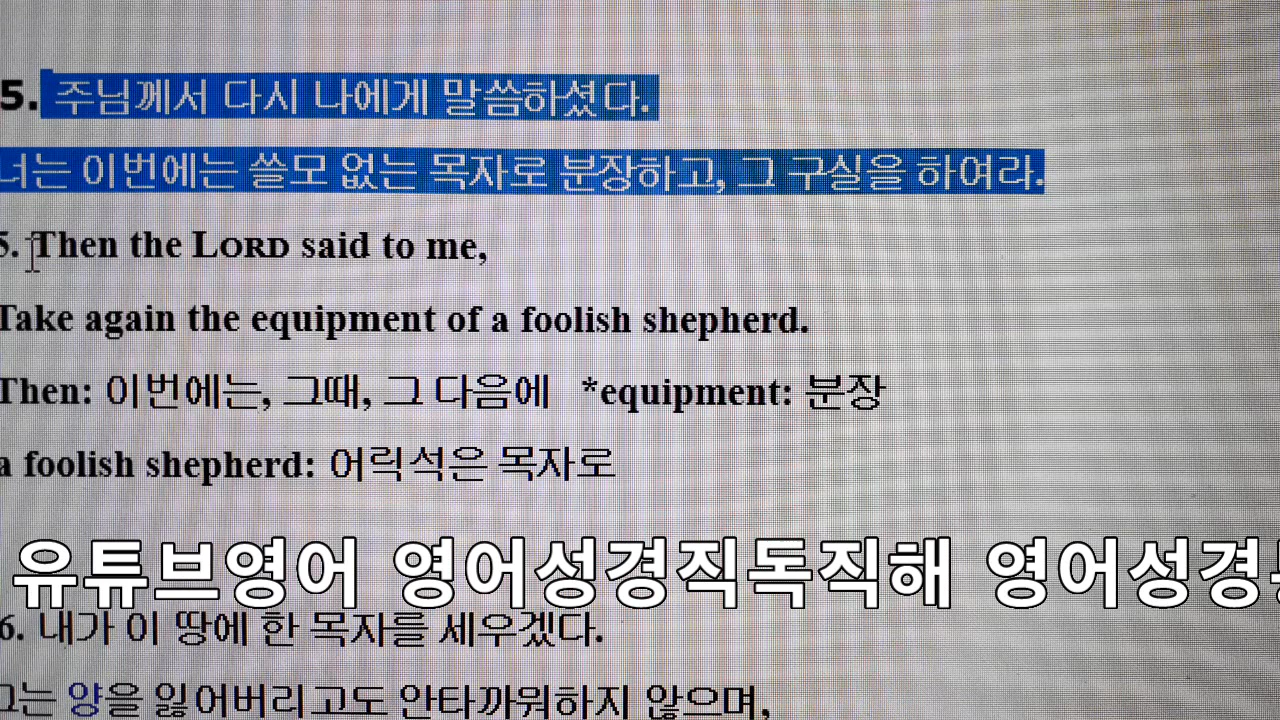 5. 주님께서 다시 나에게 말씀하셨다.
너는 이번에는 쓸모 없는 목자로 분장하고, 그 구실을 하여라.
5. Then the LORD said to me,
Take again the equipment of a foolish shepherd.
Then: 이번에는, 그때, 그 다음에 *equipment: 분장
a foolish shepherd: 어릭석은 목자로
유튜브영어 영어성경직독직해 영어성경
6. 내가 이 땅에 한 목자를 세우겠다.
그는 양을 잃어버리고도 안타까워하지 않으며,